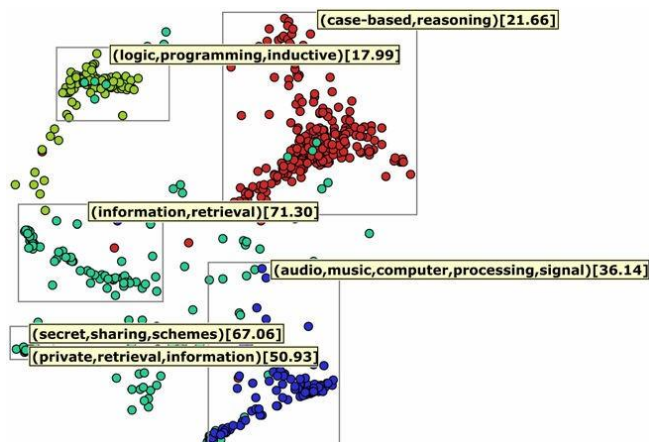 (case-based,reasoning)[21.66]
(logic,programming,inductive)[17.99]
(information,retrieval)[71.30]
(audio,music,computer,processing,signal)[36.14]
(secret,sharing,schemes)[67.06]
(private,retrieval,information)[50.93]